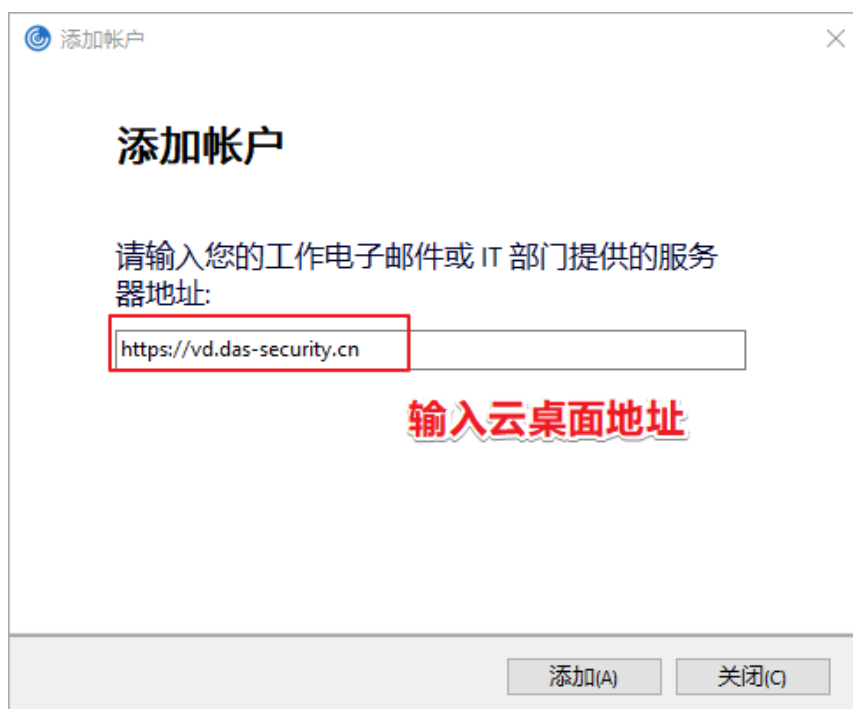 添加帐户
添加帐户
请输入您的工作电子邮件或 IT 部门提供的服务
器地址:
https://vd.das-security.cn
输入云桌面地址
添加(A) 关闭(C)